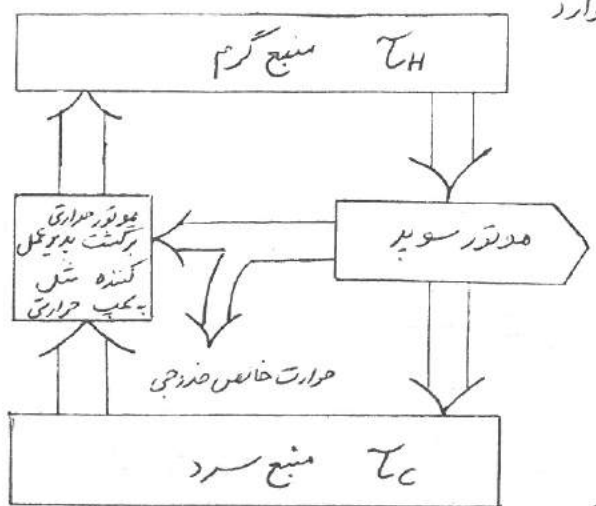 وارد
منبع گرم τH
موتور حرارتی
برگشت پذیر عمل
کننده مثل
پمپ حرارتی
موتور سوپر
حرارت خالص خروجی
منبع سرد τC